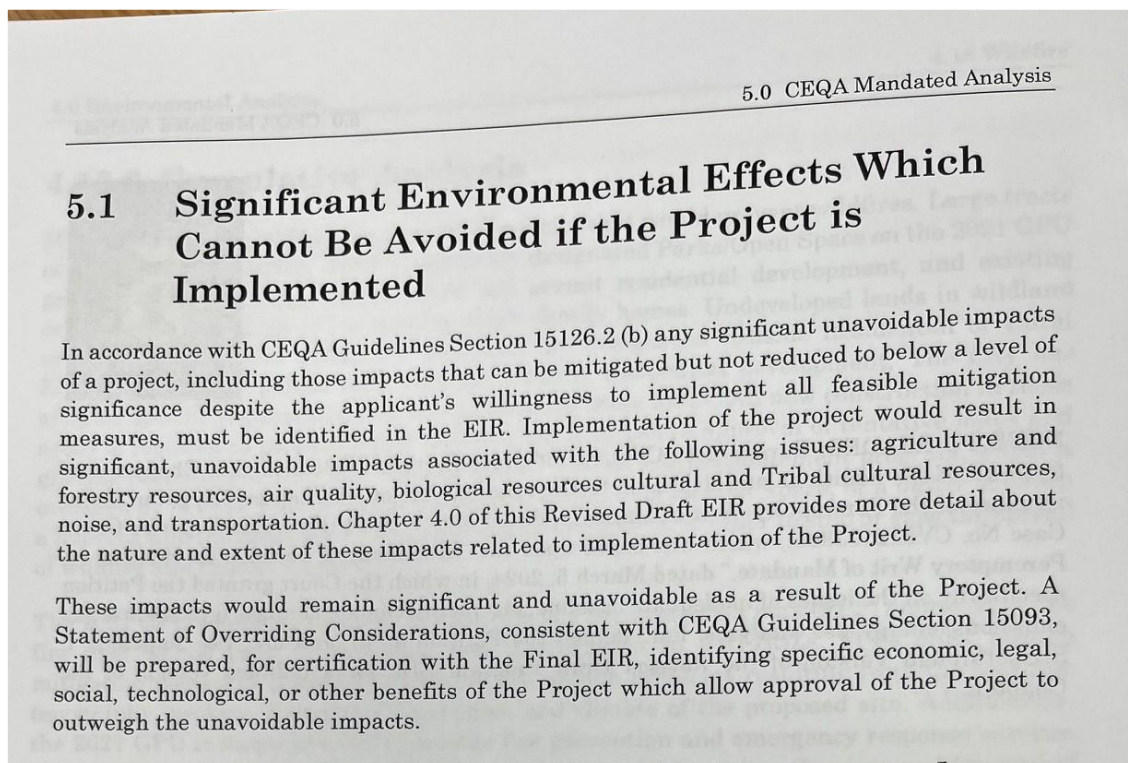 5.0 CEQA Mandated Analysis
5.1 Significant Environmental Effects Which
Cannot Be Avoided if the Project is
Implemented
In accordance with CEQA Guidelines Section 15126.2 (b) any significant unavoidable impacts
of a project, including those impacts that can be mitigated but not reduced to below a level of
significance despite the applicant's willingness to implement all feasible mitigation
measures, must be identified in the EIR. Implementation of the project would result in
significant, unavoidable impacts associated with the following issues: agriculture and
forestry resources, air quality, biological resources cultural and Tribal cultural resources,
noise, and transportation. Chapter 4.0 of this Revised Draft EIR provides more detail about
the nature and extent of these impacts related to implementation of the Project.
These impacts would remain significant and unavoidable as a result of the Project. A
Statement of Overriding Considerations, consistent with CEQA Guidelines Section 15093,
will be prepared, for certification with the Final EIR, identifying specific economic, legal,
social, technological, or other benefits of the Project which allow approval of the Project to
outweigh the unavoidable impacts.